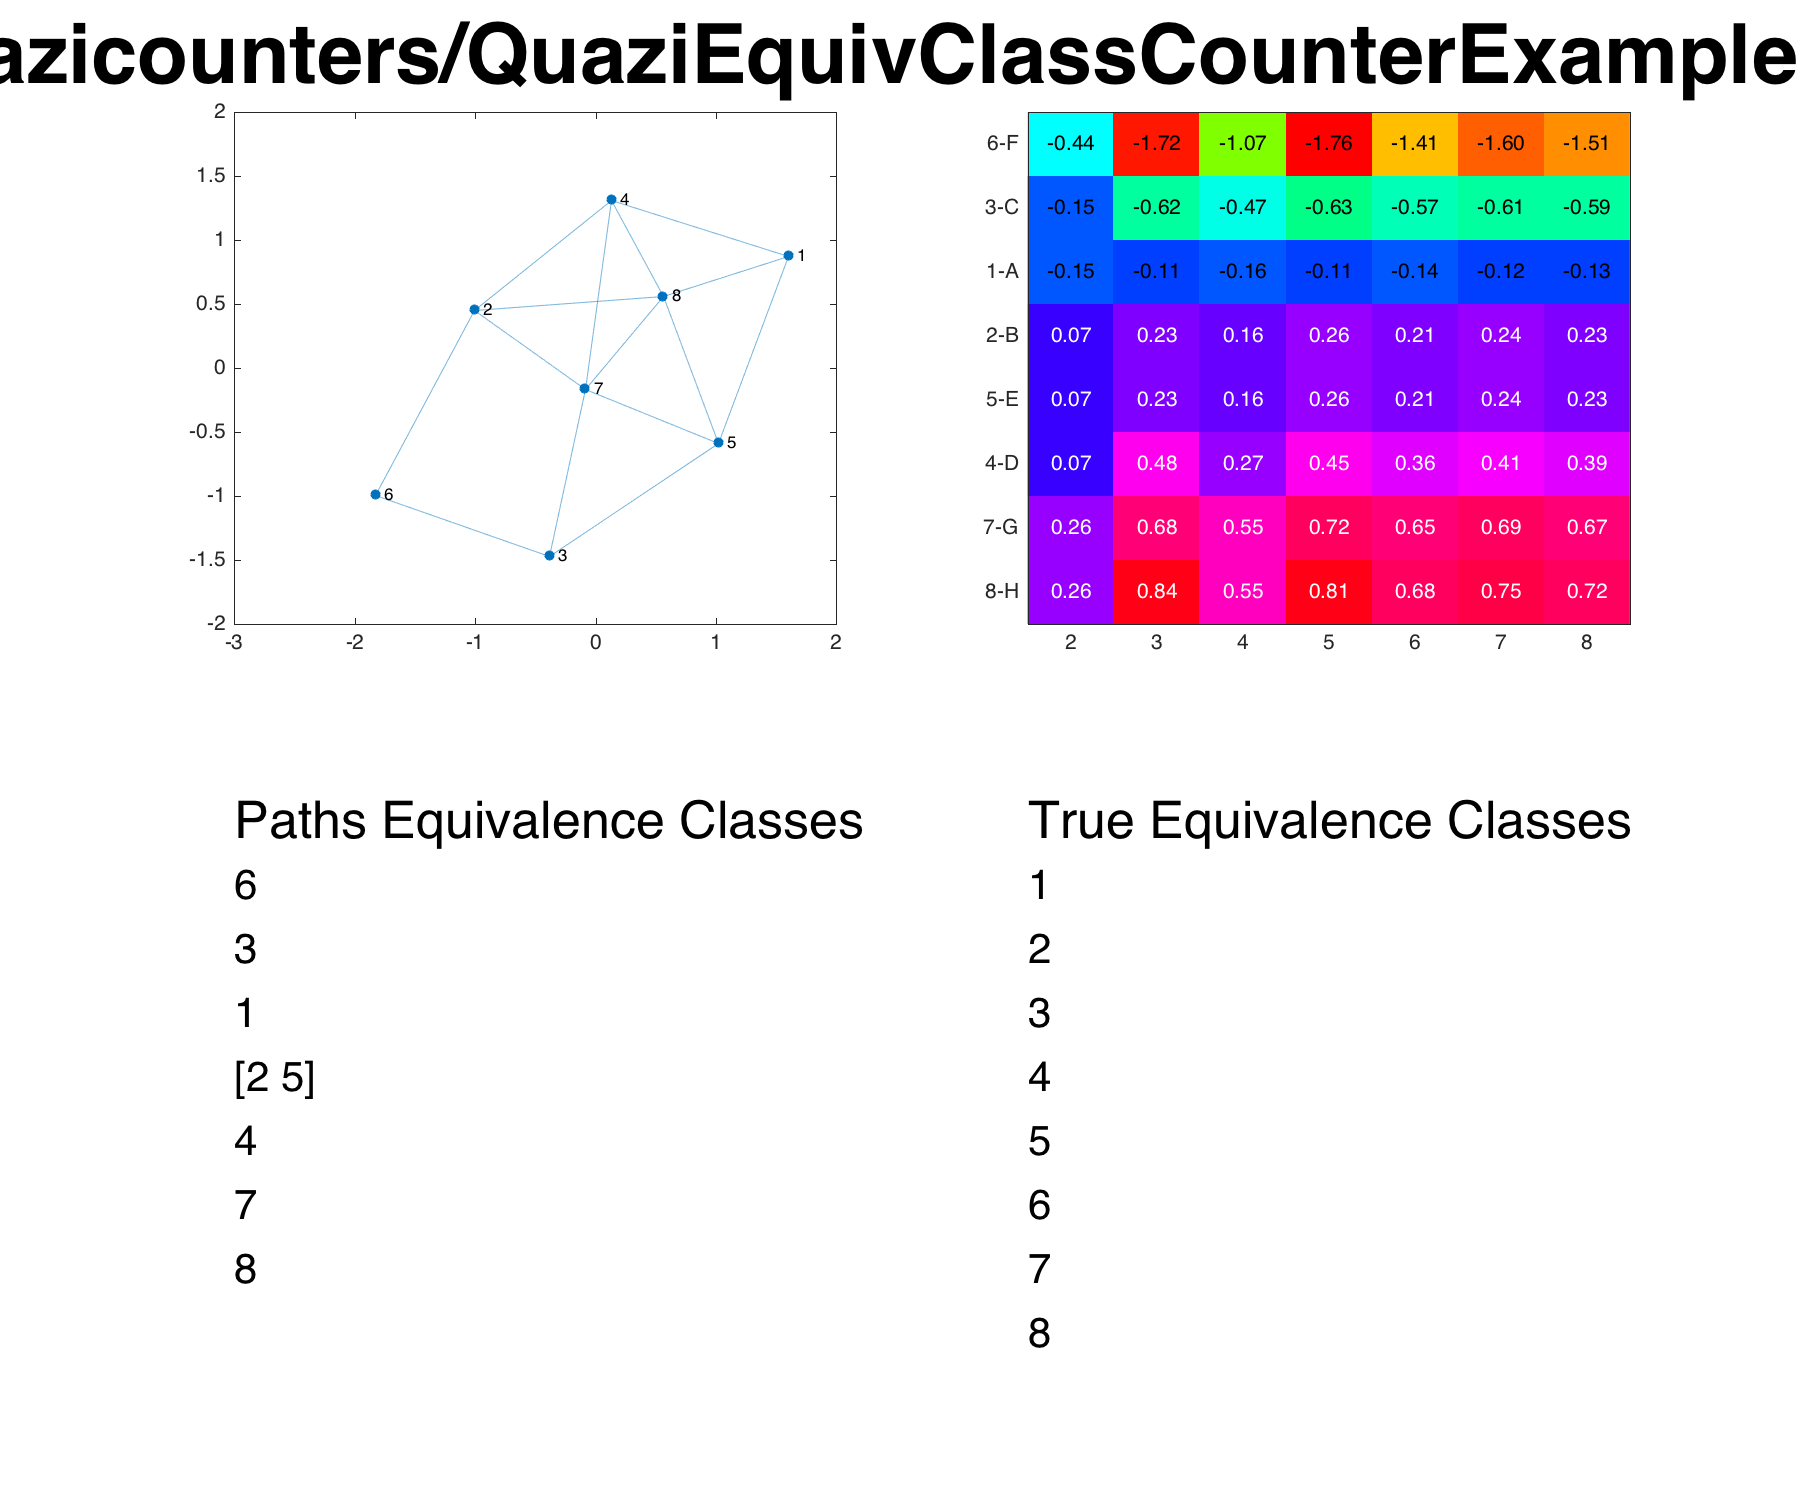 azicounters/QuaziEquivClassCounterExample
2
1.5
1
0.5
0
-0.5
-1
-1.5
-2
-3 -2 -1 0 1 2
4
1
8
2
7
5
6
3
6-F -0.44 -1.72 -1.07 -1.76 -1.41 -1.60 -1.51
3-C -0.15 -0.62 -0.47 -0.63 -0.57 -0.61 -0.59
1-A -0.15 -0.11 -0.16 -0.11 -0.14 -0.12 -0.13
2-B 0.07 0.23 0.16 0.26 0.21 0.24 0.23
5-E 0.07 0.23 0.16 0.26 0.21 0.24 0.23
4-D 0.07 0.48 0.27 0.45 0.36 0.41 0.39
7-G 0.26 0.68 0.55 0.72 0.65 0.69 0.67
8-H 0.26 0.84 0.55 0.81 0.68 0.75 0.72
2 3 4 5 6 7 8
Paths Equivalence Classes
6
3
1
[2 5]
4
7
8
True Equivalence Classes
1
2
3
4
5
6
7
8